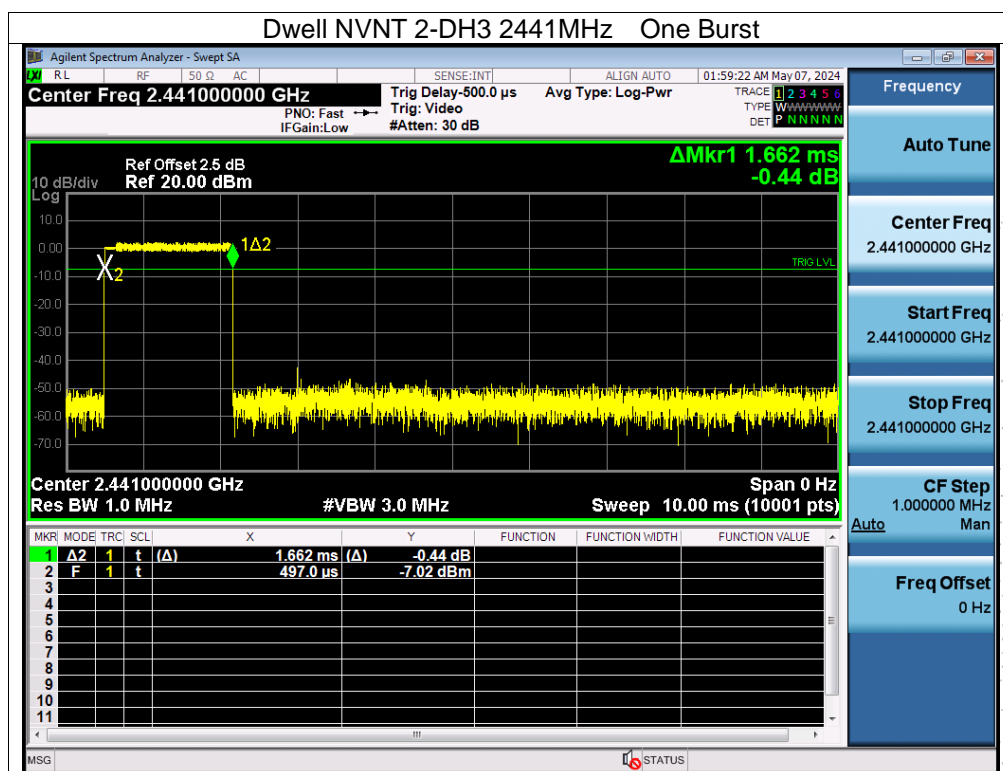 Dwell NVNT 2-DH3 2441MHz One Burst
Agilent Spectrum Analyzer - Swept SA
LXI RL RF 50 Ω AC SENSE:INT ALIGN AUTO 01:59:22 AM May 07, 2024
Center Freq 2.441000000 GHz
PNO: Fast
IFGain:Low
Trig Delay-500.0 µs
Trig: Video
#Atten: 30 dB
Avg Type: Log-Pwr
TRACE 1 2 3 4 5 6
TYPE WWWWWW
DET P N N N N N
Frequency
Auto Tune
Center Freq
2.441000000 GHz
Start Freq
2.441000000 GHz
Stop Freq
2.441000000 GHz
CF Step
1.000000 MHz
Auto Man
Freq Offset
0 Hz
ΔMkr1 1.662 ms
-0.44 dB
Ref Offset 2.5 dB
10 dB/div Ref 20.00 dBm
Log
10.0
0.00
-10.0
-20.0
-30.0
-40.0
-50.0
-60.0
-70.0
1Δ2
2
TRIG LVL
Center 2.441000000 GHz Span 0 Hz
Res BW 1.0 MHz #VBW 3.0 MHz Sweep 10.00 ms (10001 pts)
MKR MODE TRC SCL X Y FUNCTION FUNCTION WIDTH FUNCTION VALUE
1 Δ2 1 t (Δ) 1.662 ms (Δ) -0.44 dB
2 F 1 t 497.0 µs -7.02 dBm
3
4
5
6
7
8
9
10
11
MSG STATUS